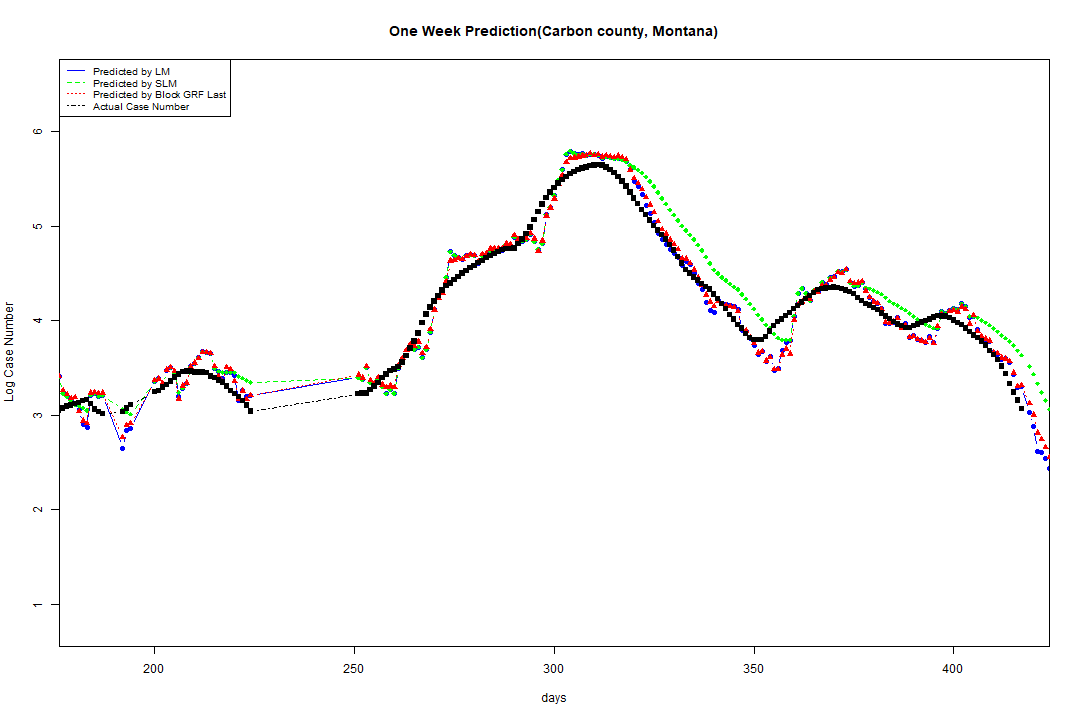 One Week Prediction(Carbon county, Montana)
Predicted by LM
Predicted by SLM
Predicted by Block GRF Last
Actual Case Number
Log Case Number
6
5
4
3
2
1
200
250
300
350
400
days